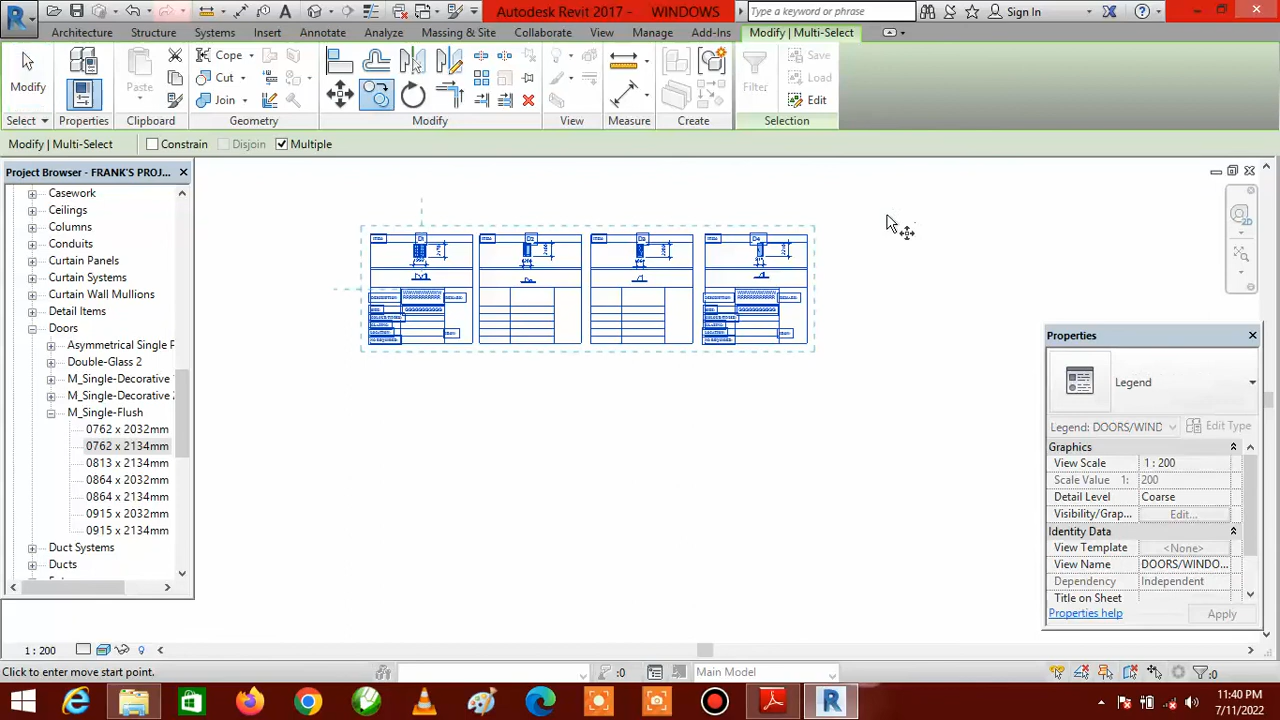 Autodesk Revit 2017 - WINDOWS
Type a keyword or phrase
Sign In
Architecture Structure Systems Insert Annotate Analyze Massing & Site Collaborate View Manage Add-Ins Modify | Multi-Select
Cope
Cut
Join
Paste
Modify
Filter
Save
Load
Edit
Select Properties Clipboard Geometry Modify View Measure Create Selection
Modify | Multi-Select Constrain Disjoin Multiple
Project Browser - FRANK'S PROJ...
Casework
Ceilings
Columns
Conduits
Curtain Panels
Curtain Systems
Curtain Wall Mullions
Detail Items
Doors
Asymmetrical Single P
Double-Glass 2
M_Single-Decorative
M_Single-Decorative
M_Single-Flush
0762 x 2032mm
0762 x 2134mm
0813 x 2134mm
0864 x 2032mm
0864 x 2134mm
0915 x 2032mm
0915 x 2134mm
Duct Systems
Ducts
D1 D2 D3 D4
2D
Properties
Legend
Legend: DOORS/WIND
Edit Type
Graphics
View Scale 1 : 200
Scale Value 1: 200
Detail Level Coarse
Visibility/Grap... Edit...
Identity Data
View Template <None>
View Name DOORS/WINDO...
Dependency Independent
Title on Sheet
Properties help Apply
1 : 200
Click to enter move start point.
:0
Main Model
:0
11:40 PM
7/11/2022